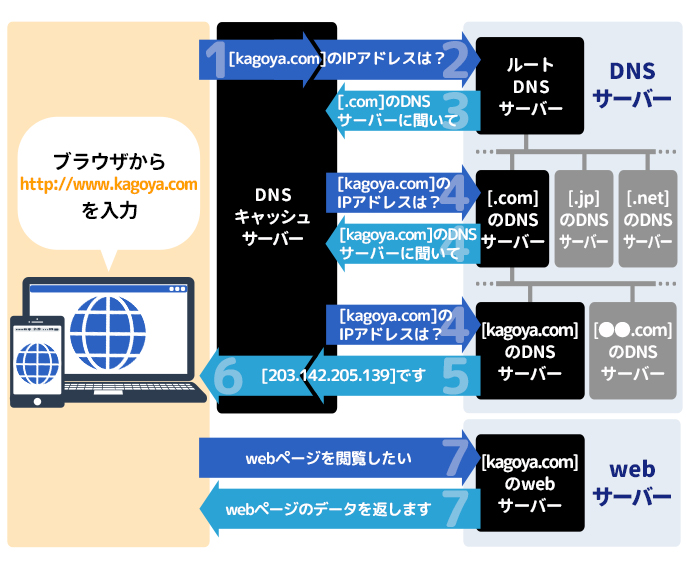 ブラウザから
http://www.kagoya.com
を入力
DNS
キャッシュ
サーバー
1 [kagoya.com]のIPアドレスは？ 2
ルート
DNS
サーバー
DNS
サーバー
[.com]のDNS
サーバーに聞いて
3
[kagoya.com]の
IPアドレスは？
4
[kagoya.com]のDNS
サーバーに聞いて
4
[.com]
のDNS
サーバー
[.jp]
のDNS
サーバー
[.net]
のDNS
サーバー
[kagoya.com]の
IPアドレスは？
4
6 [203.142.205.139]です 5
[kagoya.com]
のDNS
サーバー
[●●.com]
のDNS
サーバー
webページを閲覧したい 7
webページのデータを返します 7
[kagoya.com]
のweb
サーバー
web
サーバー